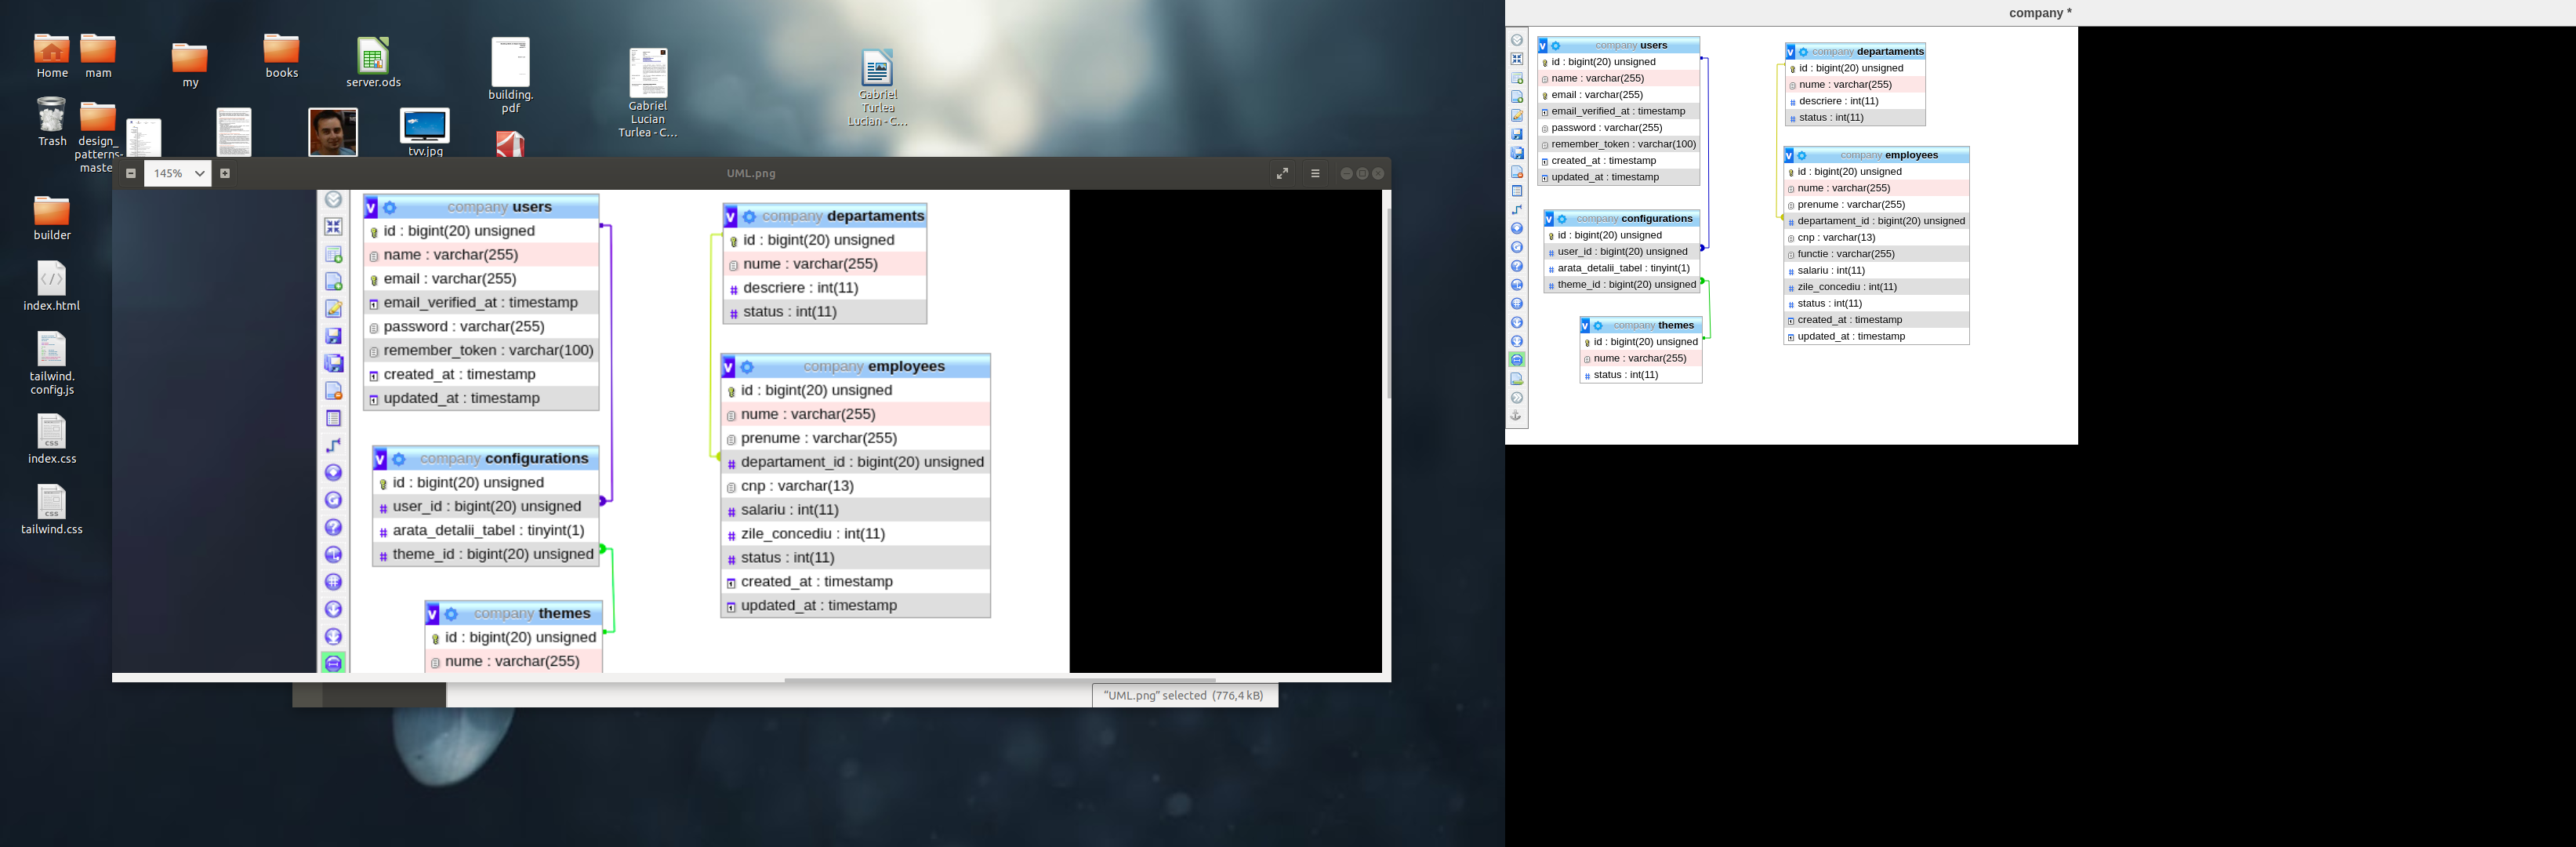 Home
mam
my
books
server.ods
building.
pdf
Gabriel
Lucian
Turlea - C...
Gabriel
Turlea
Lucian - C...
Trash
design_
patterns-
maste...
tvv.jpg
builder
index.html
tailwind.
config.js
index.css
tailwind.css
145%
UML.png
company users
id : bigint(20) unsigned
name : varchar(255)
email : varchar(255)
email_verified_at : timestamp
password : varchar(255)
remember_token : varchar(100)
created_at : timestamp
updated_at : timestamp
company configurations
id : bigint(20) unsigned
user_id : bigint(20) unsigned
arata_detalii_tabel : tinyint(1)
theme_id : bigint(20) unsigned
company themes
id : bigint(20) unsigned
nume : varchar(255)
company departaments
id : bigint(20) unsigned
nume : varchar(255)
descriere : int(11)
status : int(11)
company employees
id : bigint(20) unsigned
nume : varchar(255)
prenume : varchar(255)
departament_id : bigint(20) unsigned
cnp : varchar(13)
salariu : int(11)
zile_concediu : int(11)
status : int(11)
created_at : timestamp
updated_at : timestamp
"UML.png" selected (776,4 kB)
company *
company users
id : bigint(20) unsigned
name : varchar(255)
email : varchar(255)
email_verified_at : timestamp
password : varchar(255)
remember_token : varchar(100)
created_at : timestamp
updated_at : timestamp
company configurations
id : bigint(20) unsigned
user_id : bigint(20) unsigned
arata_detalii_tabel : tinyint(1)
theme_id : bigint(20) unsigned
company themes
id : bigint(20) unsigned
nume : varchar(255)
status : int(11)
company departaments
id : bigint(20) unsigned
nume : varchar(255)
descriere : int(11)
status : int(11)
company employees
id : bigint(20) unsigned
nume : varchar(255)
prenume : varchar(255)
departament_id : bigint(20) unsigned
cnp : varchar(13)
functie : varchar(255)
salariu : int(11)
zile_concediu : int(11)
status : int(11)
created_at : timestamp
updated_at : timestamp